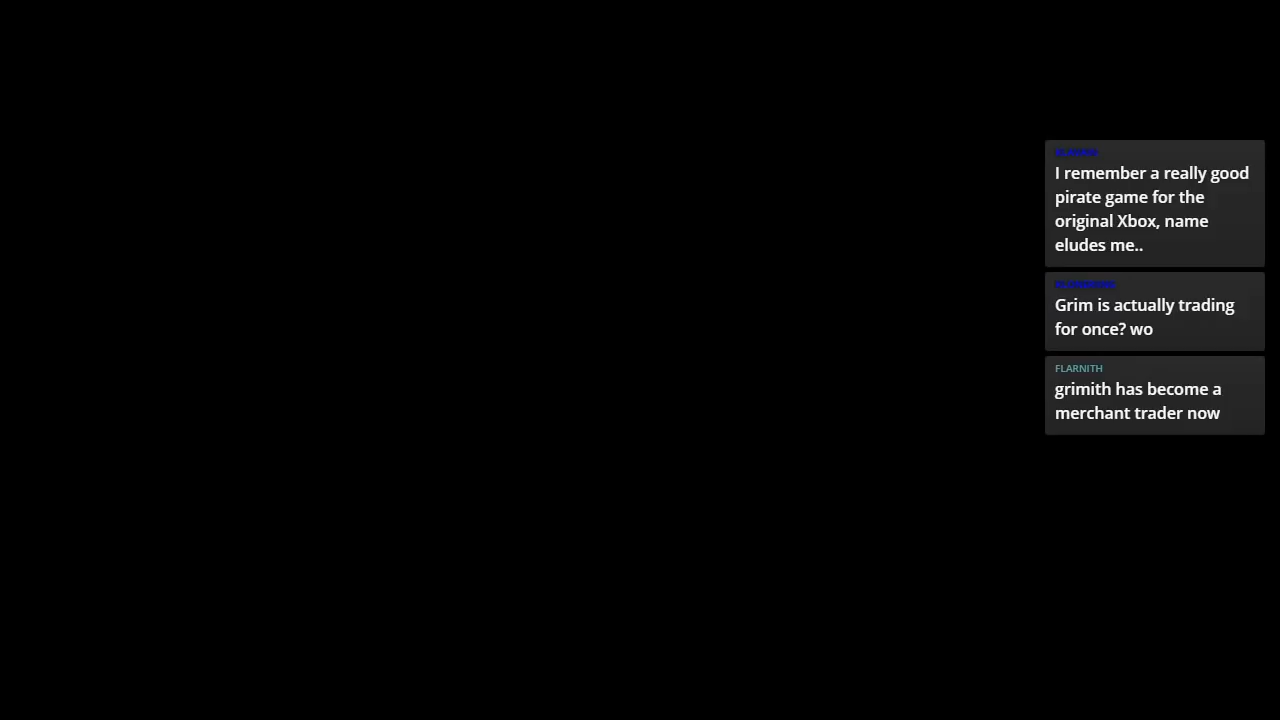 I remember a really good
pirate game for the
original Xbox, name
eludes me..
Grim is actually trading
for once? wo
FLARNITH
grimith has become a
merchant trader now